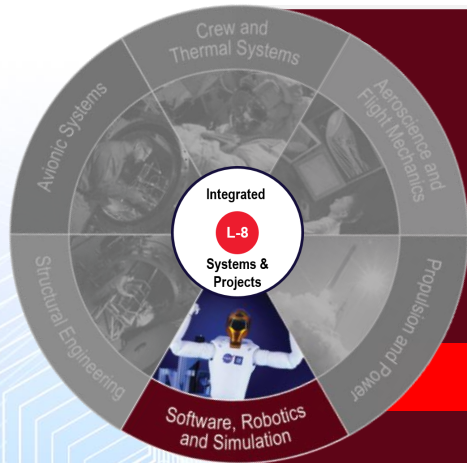 Crew and
Thermal Systems
Aeroscience and
Flight Mechanics
Propulsion and Power
Software, Robotics
and Simulation
Structural Engineering
Avionic Systems
Integrated
L-8
Systems &
Projects